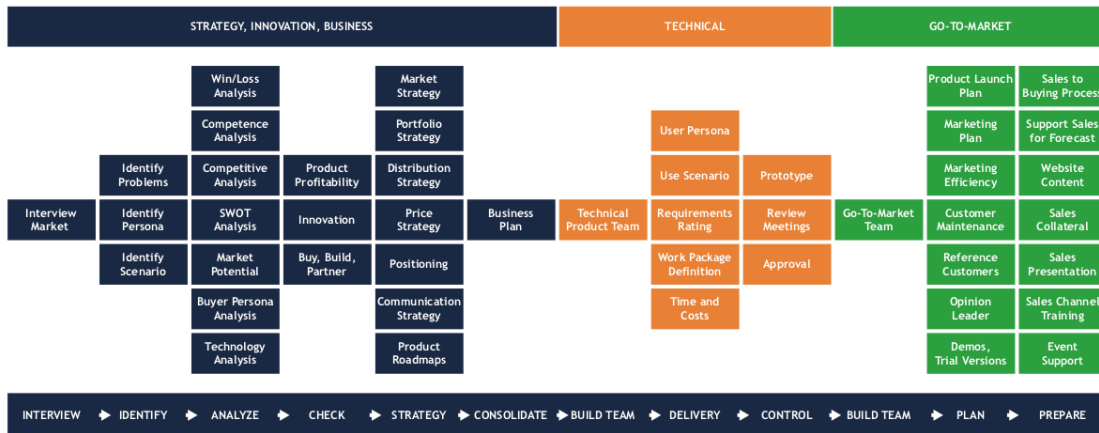 STRATEGY, INNOVATION, BUSINESS
TECHNICAL
GO-TO-MARKET
Interview
Market
Identify
Problems
Identify
Persona
Identify
Scenario
Win/Loss
Analysis
Competence
Analysis
Competitive
Analysis
SWOT
Analysis
Market
Potential
Buyer Persona
Analysis
Technology
Analysis
Product
Profitability
Innovation
Buy, Build,
Partner
Market
Strategy
Portfolio
Strategy
Distribution
Strategy
Price
Strategy
Positioning
Communication
Strategy
Product
Roadmaps
Business
Plan
Technical
Product Team
User Persona
Use Scenario
Requirements
Rating
Work Package
Definition
Time and
Costs
Prototype
Review
Meetings
Approval
Go-To-Market
Team
Product Launch
Plan
Marketing
Plan
Marketing
Efficiency
Customer
Maintenance
Reference
Customers
Opinion
Leader
Demos,
Trial Versions
Sales to
Buying Process
Support Sales
for Forecast
Website
Content
Sales
Collateral
Sales
Presentation
Sales Channel
Training
Event
Support
INTERVIEW
IDENTIFY
ANALYZE
CHECK
STRATEGY
CONSOLIDATE
BUILD TEAM
DELIVERY
CONTROL
BUILD TEAM
PLAN
PREPARE